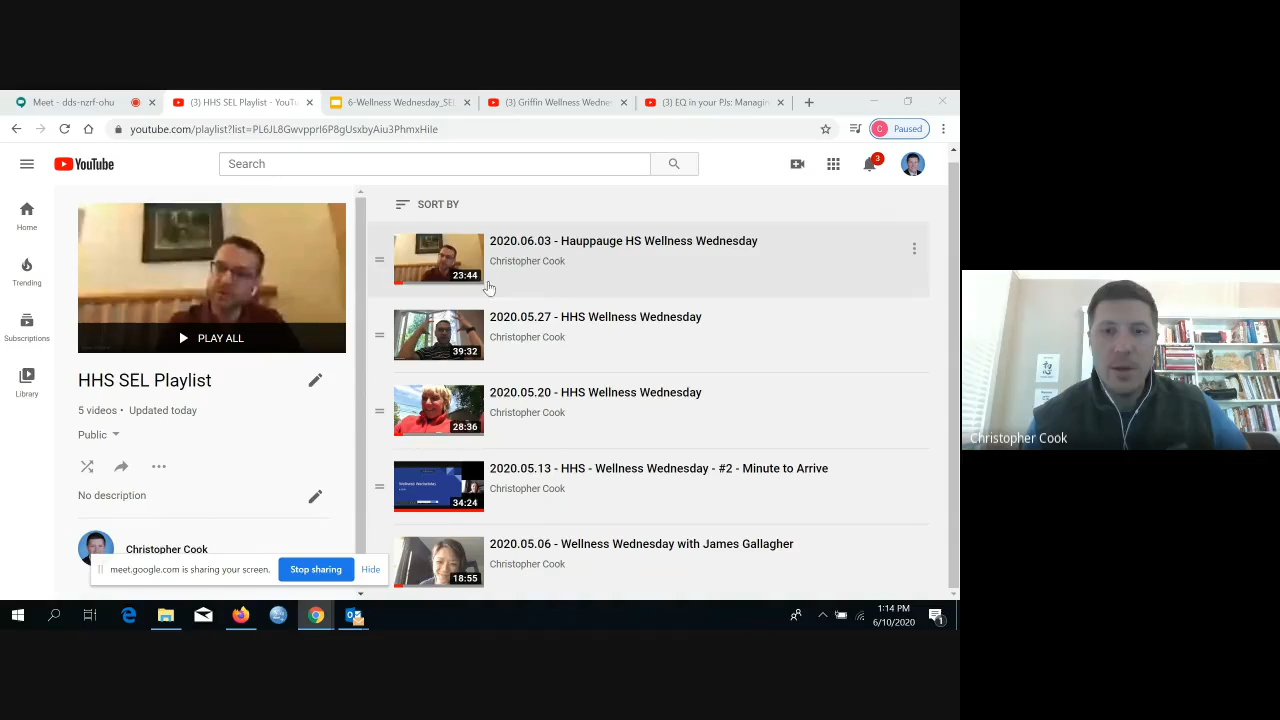 Meet - dds-nzrf-ohu
(3) HHS SEL Playlist - YouTu
6-Wellness Wednesday_SEL
(3) Griffin Wellness Wednes
(3) EQ in your PJs: Managin
youtube.com/playlist?list=PL6JL8GwvpprI6P8gUsxbyAiu3PhmxHiIe
C
Paused
YouTube
Search
3
Home
Trending
Subscriptions
Library
PLAY ALL
HHS SEL Playlist
5 videos • Updated today
Public
No description
Christopher Cook
SORT BY
2020.06.03 - Hauppauge HS Wellness Wednesday
Christopher Cook
23:44
2020.05.27 - HHS Wellness Wednesday
Christopher Cook
39:32
2020.05.20 - HHS Wellness Wednesday
Christopher Cook
28:36
2020.05.13 - HHS - Wellness Wednesday - #2 - Minute to Arrive
Christopher Cook
34:24
2020.05.06 - Wellness Wednesday with James Gallagher
Christopher Cook
18:55
meet.google.com is sharing your screen.
Stop sharing
Hide
1:14 PM
6/10/2020
1
Christopher Cook